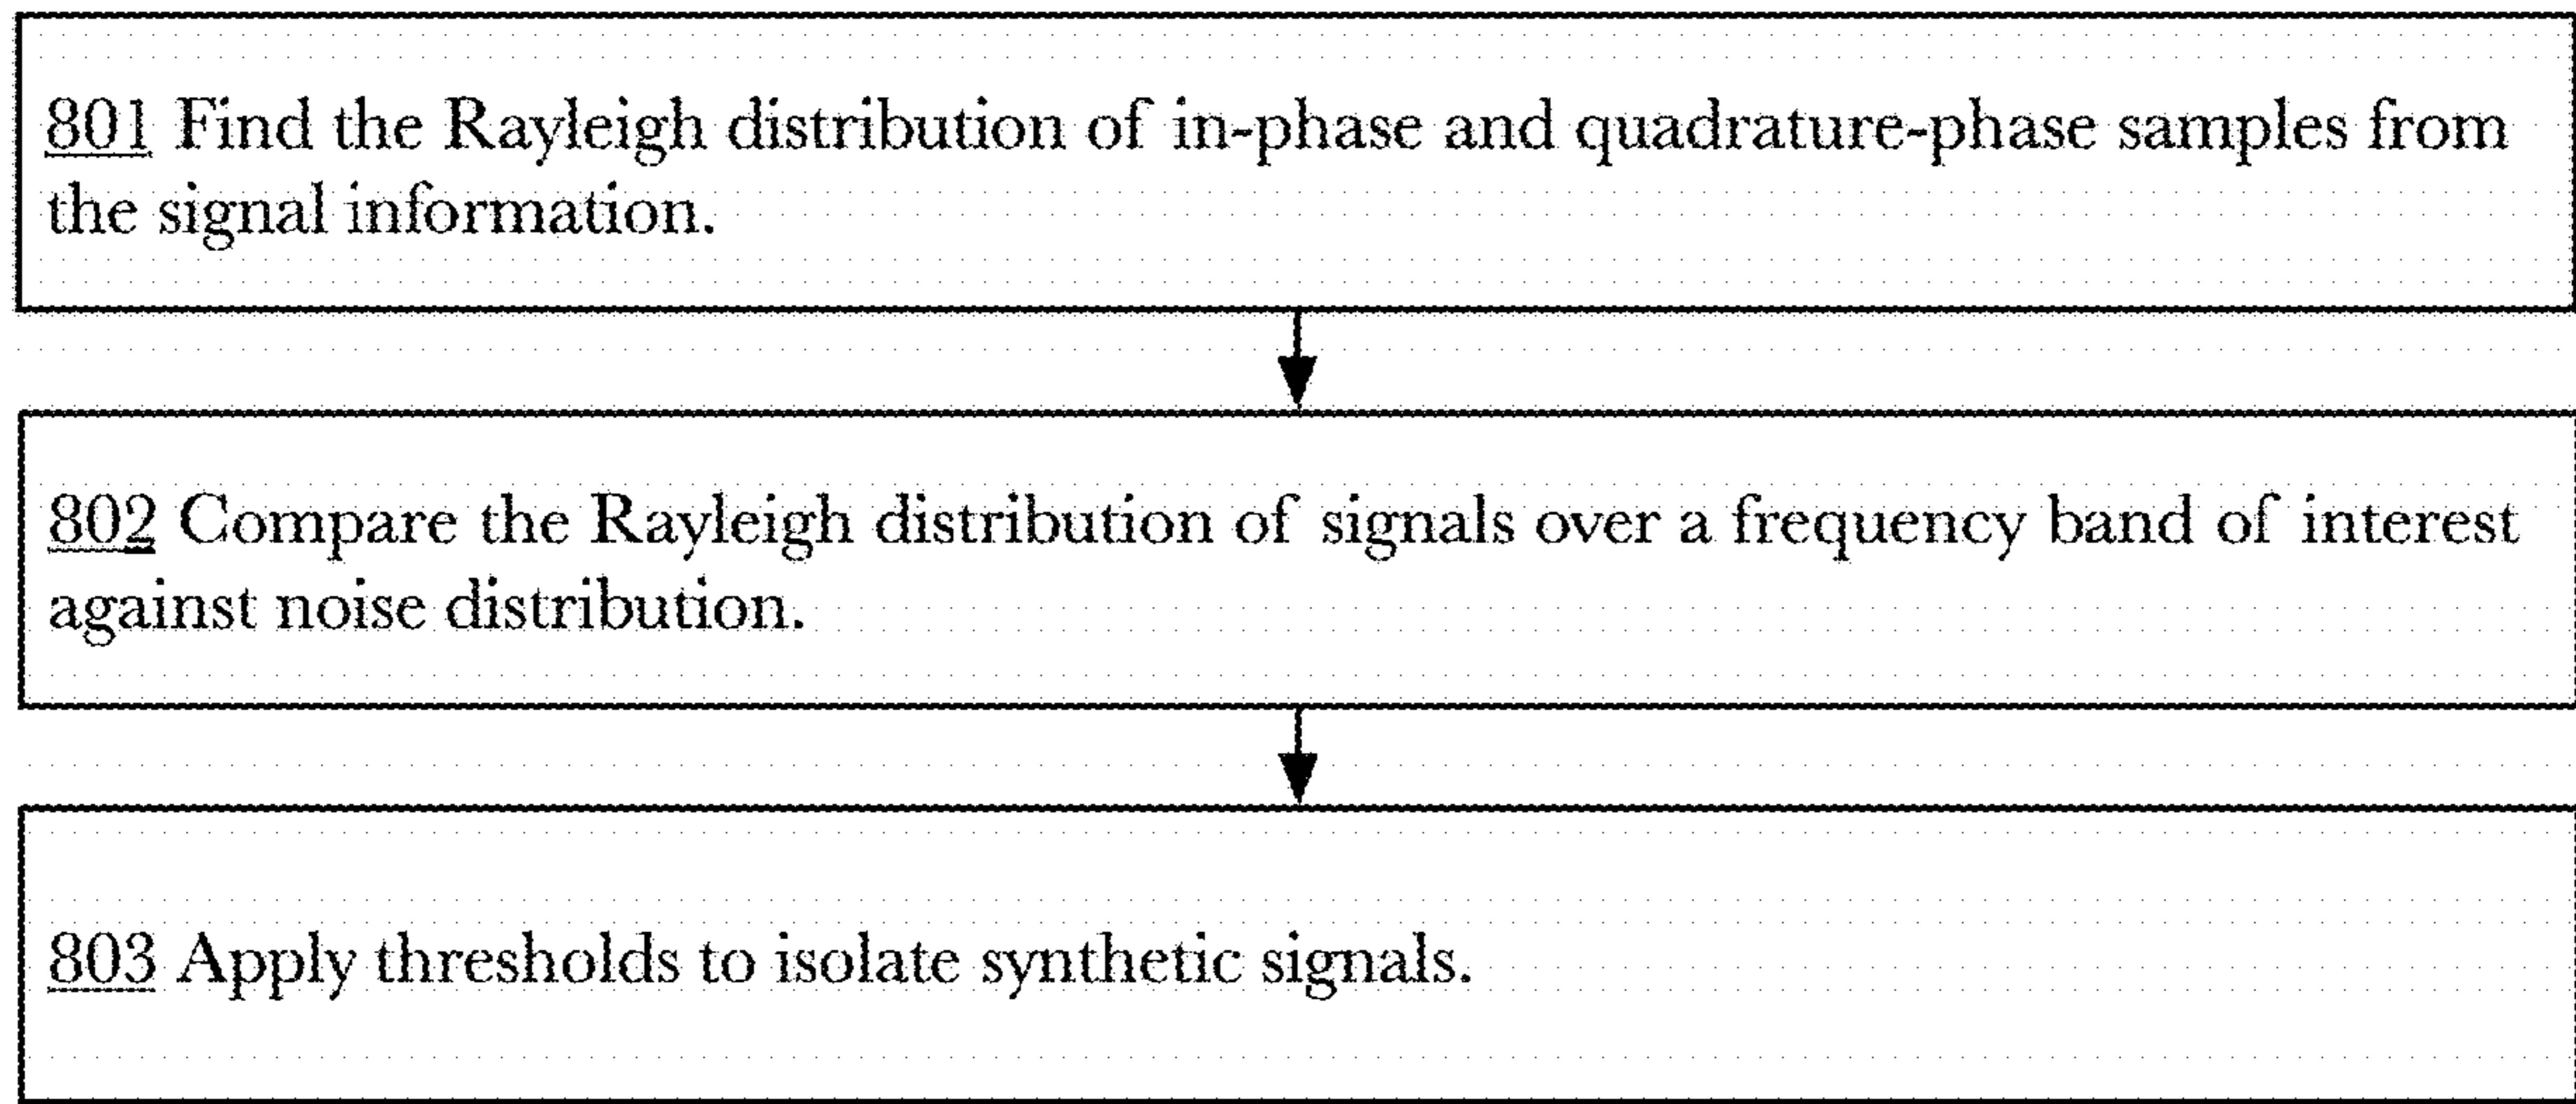 801 Find the Rayleigh distribution of in-phase and quadrature-phase samples from
the signal information.
802 Compare the Rayleigh distribution of signals over a frequency band of interest
against noise distribution.
803 Apply thresholds to isolate synthetic signals.